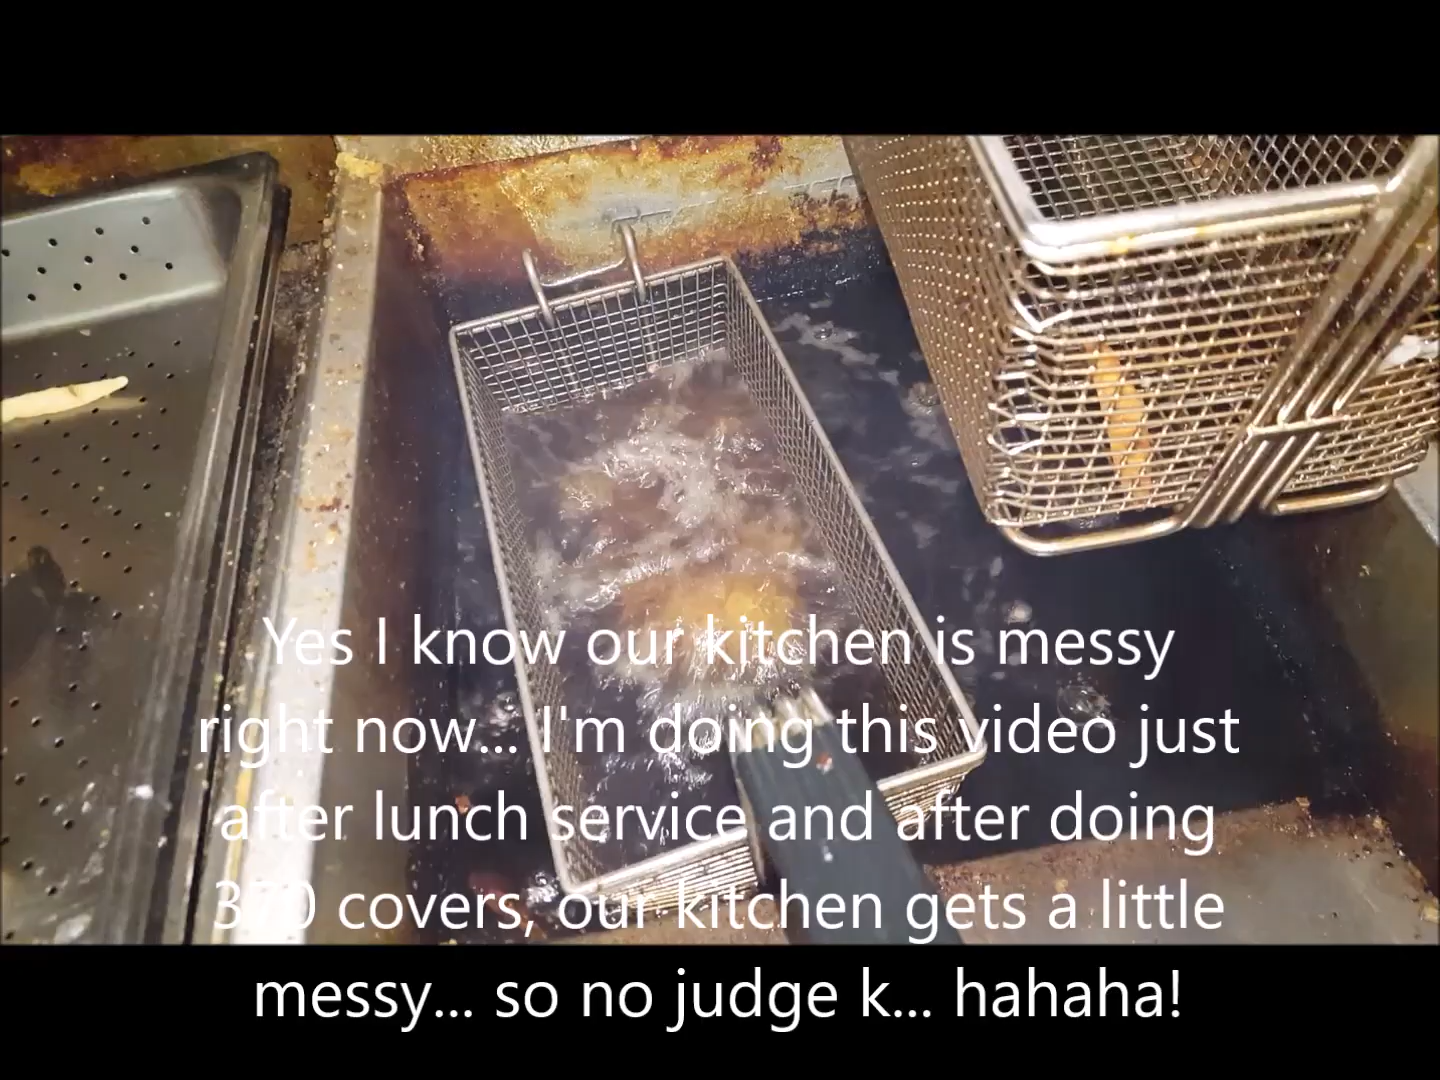 Yes I know our kitchen is messy
right now... I'm doing this video just
after lunch service and after doing
covers, our kitchen gets a little
messy... so no judge k... hahaha!